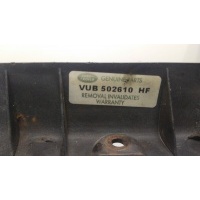 GENUINE PARTS
VUB 502610 HF
REMOVAL INVALIDATES
WARRANTY